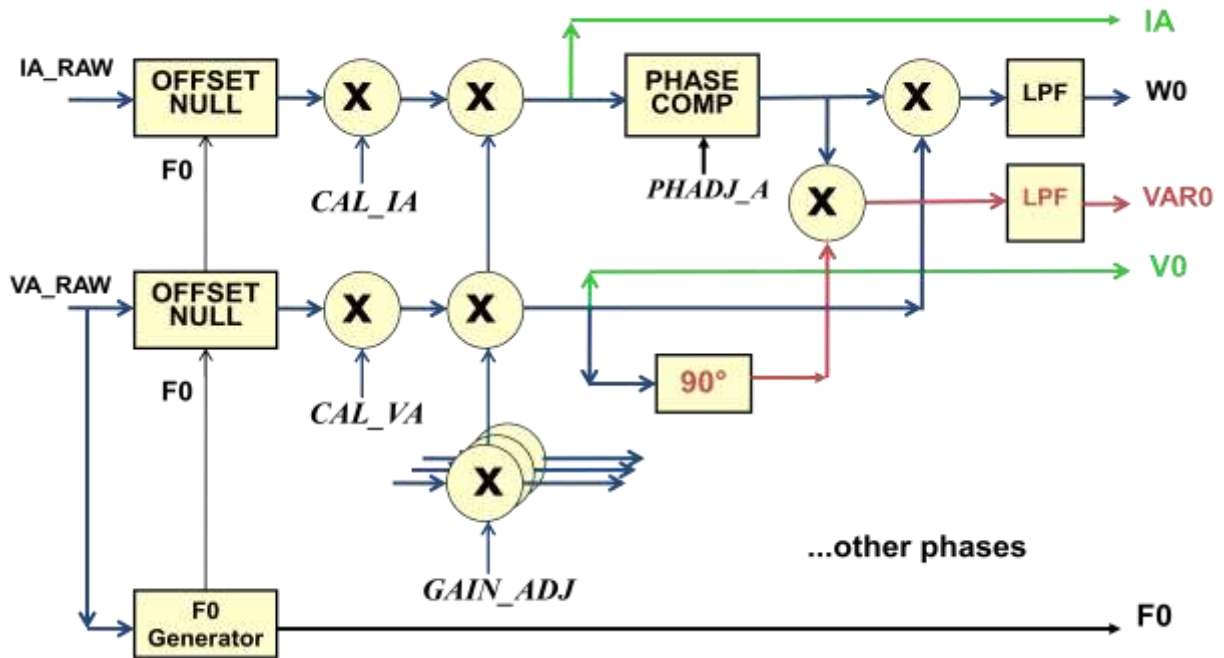 IA
IA_RAW
OFFSET
NULL
X
X
PHASE
COMP
X
LPF
W0
F0
CAL_IA
PHADJ_A
X
LPF
VAR0
VA_RAW
OFFSET
NULL
X
X
V0
F0
CAL_VA
90°
X
...other phases
GAIN_ADJ
F0
Generator
F0